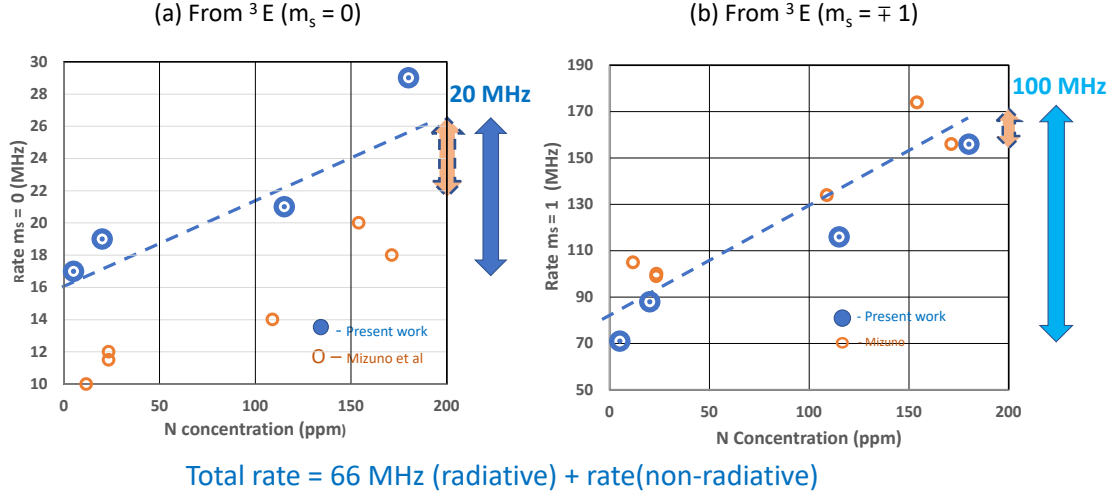 (a) From ³ E (mₛ = 0)
(b) From ³ E (mₛ = ∓ 1)
30
28
26
24
22
20
18
16
14
12
10
Rate mₛ = 0 (MHz)
0 50 100 150 200
N concentration (ppm)
20 MHz
- Present work
O – Mizuno et al
190
170
150
130
110
90
70
50
Rate mₛ = 1 (MHz)
0 50 100 150 200
N Concentration (ppm)
100 MHz
- Present work
- Mizuno
Total rate = 66 MHz (radiative) + rate(non-radiative)